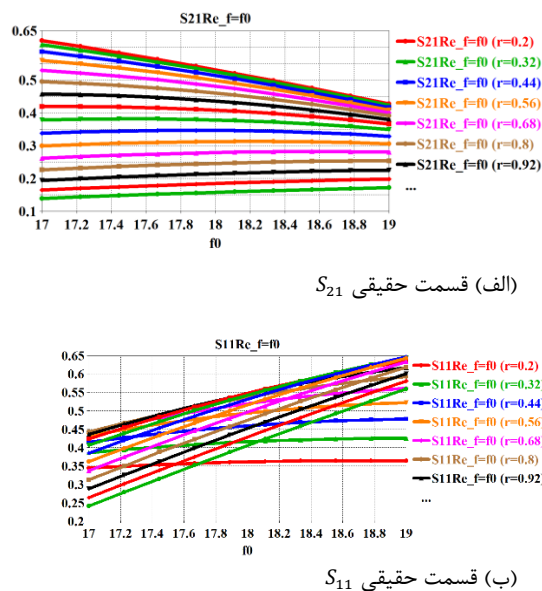 S21Re_f=f0
0.65
0.5
0.4
0.3
0.2
0.1
17 17.2 17.4 17.6 17.8 18 18.2 18.4 18.6 18.8 19
f0
S21Re_f=f0 (r=0.2)
S21Re_f=f0 (r=0.32)
S21Re_f=f0 (r=0.44)
S21Re_f=f0 (r=0.56)
S21Re_f=f0 (r=0.68)
S21Re_f=f0 (r=0.8)
S21Re_f=f0 (r=0.92)
...
(الف) قسمت حقیقی S₂₁
S11Re_f=f0
0.65
0.6
0.55
0.5
0.45
0.4
0.35
0.3
0.25
0.2
17 17.2 17.4 17.6 17.8 18 18.2 18.4 18.6 18.8 19
f0
S11Re_f=f0 (r=0.2)
S11Re_f=f0 (r=0.32
S11Re_f=f0 (r=0.44)
S11Re_f=f0 (r=0.56)
S11Re_f=f0 (r=0.68)
S11Re_f=f0 (r=0.8)
S11Re_f=f0 (r=0.92)
...
(ب) قسمت حقیقی S₁₁